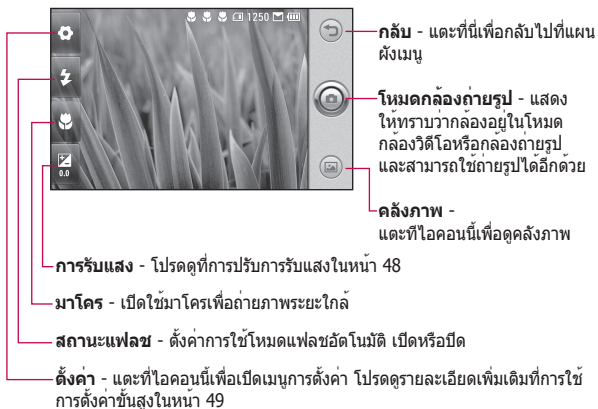 1250
0.0
กลับ - แตะที่นี่เพื่อกลับไปที่แผน
ผังเมนู
โหมดกล้องถ่ายรูป - แสดง
ให้ทราบว่ากล้องอยู่ในโหมด
กล้องวิดีโอหรือกล้องถ่ายรูป
และสามารถใช้ถ่ายรูปได้อีกด้วย
คลังภาพ -
แตะที่ไอคอนนี้เพื่อดูคลังภาพ
การรับแสง - โปรดดูที่การปรับการรับแสงในหน้า 48
มาโคร - เปิดใช้มาโครเพื่อถ่ายภาพระยะใกล้
สถานะแฟลช - ตั้งค่าการใช้โหมดแฟลชอัตโนมัติ เปิดหรือปิด
ตั้งค่า - แตะที่ไอคอนนี้เพื่อเปิดเมนูการตั้งค่า โปรดดูรายละเอียดเพิ่มเติมที่การใช้
การตั้งค่าขั้นสูงในหน้า 49